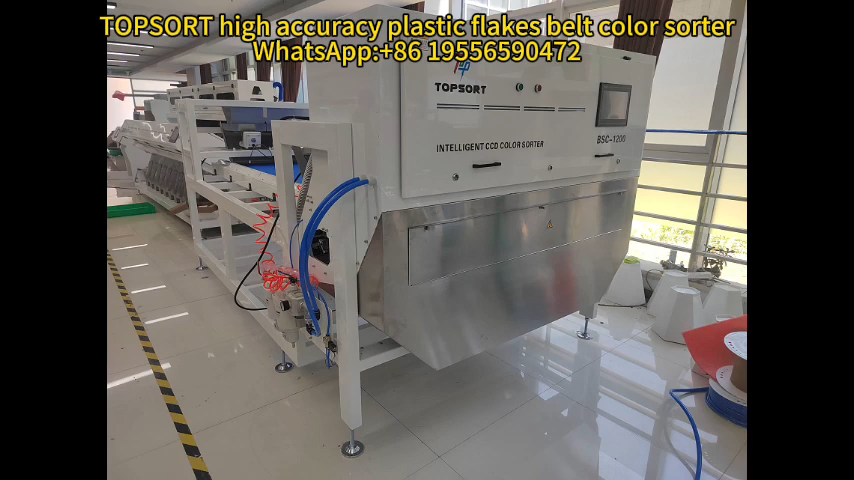 TOPSORT high accuracy plastic flakes belt color sorter
WhatsApp:+86 19556590472
TOPSORT
INTELLIGENT CCD COLOR SORTER
BSC-1200